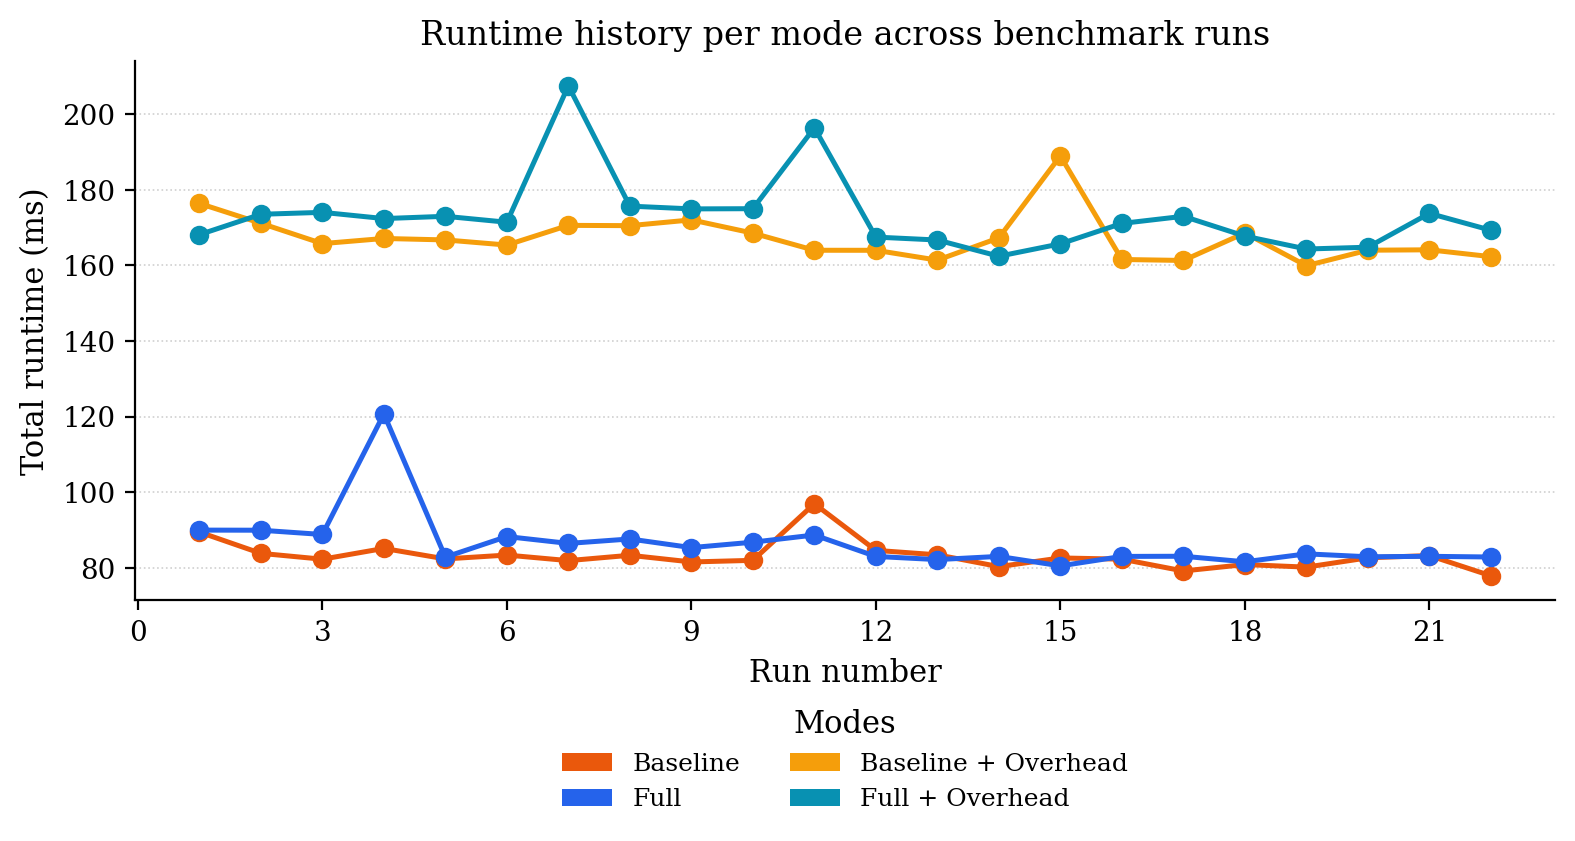 Runtime history per mode across benchmark runs
Total runtime (ms)
200
180
160
140
120
100
80
0 3 6 9 12 15 18 21
Run number
Modes
Baseline
Full
Baseline + Overhead
Full + Overhead